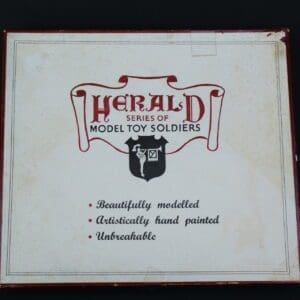 HERALD
SERIES OF
MODEL TOY SOLDIERS
• Beautifully modelled
• Artistically hand painted
• Unbreakable